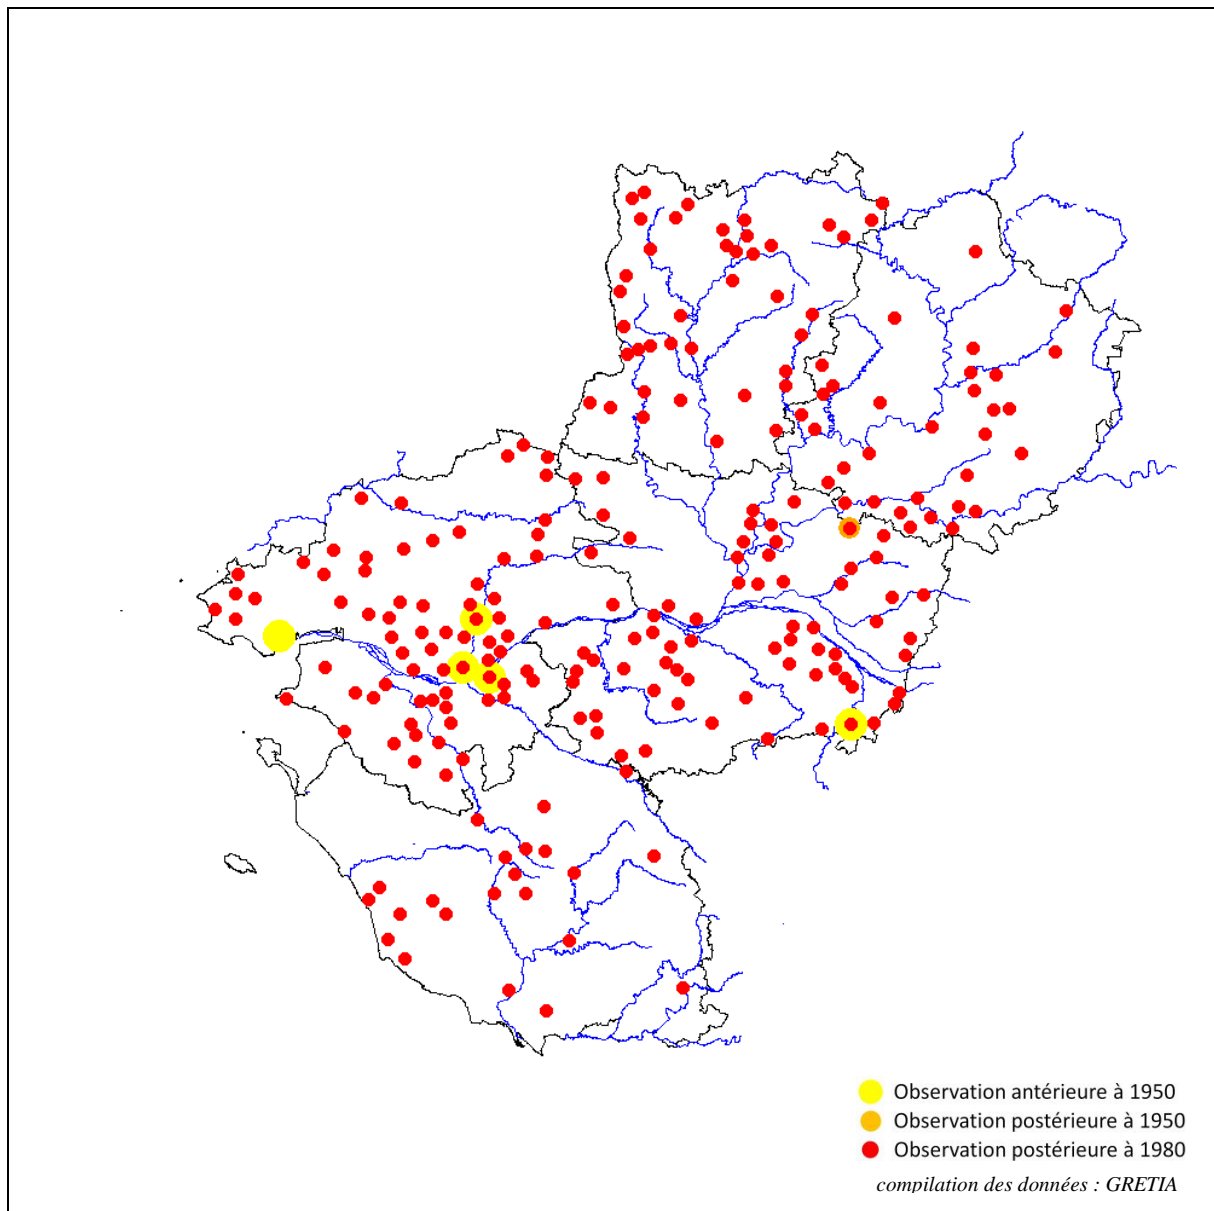 Observation antérieure à 1950
Observation postérieure à 1950
Observation postérieure à 1980
compilation des données : GRETIA